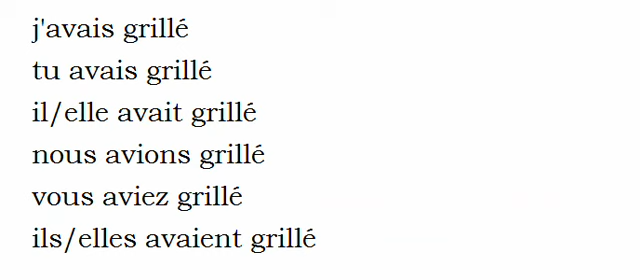 j'avais grillé
tu avais grillé
il/elle avait grillé
nous avions grillé
vous aviez grillé
ils/elles avaient grillé